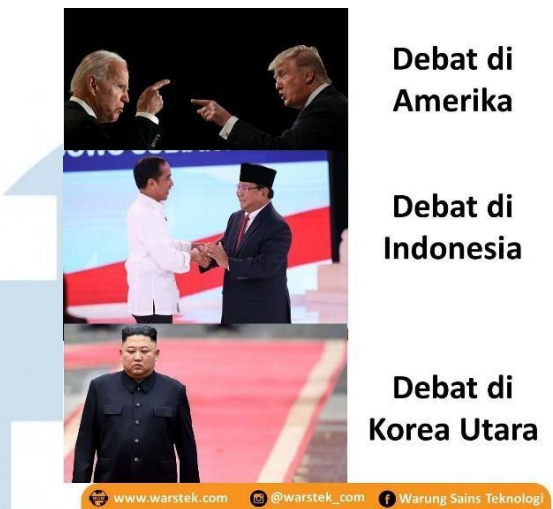 Debat di
Amerika
Debat di
Indonesia
Debat di
Korea Utara
www.warstek.com @warstek_com Warung Sains Teknologi